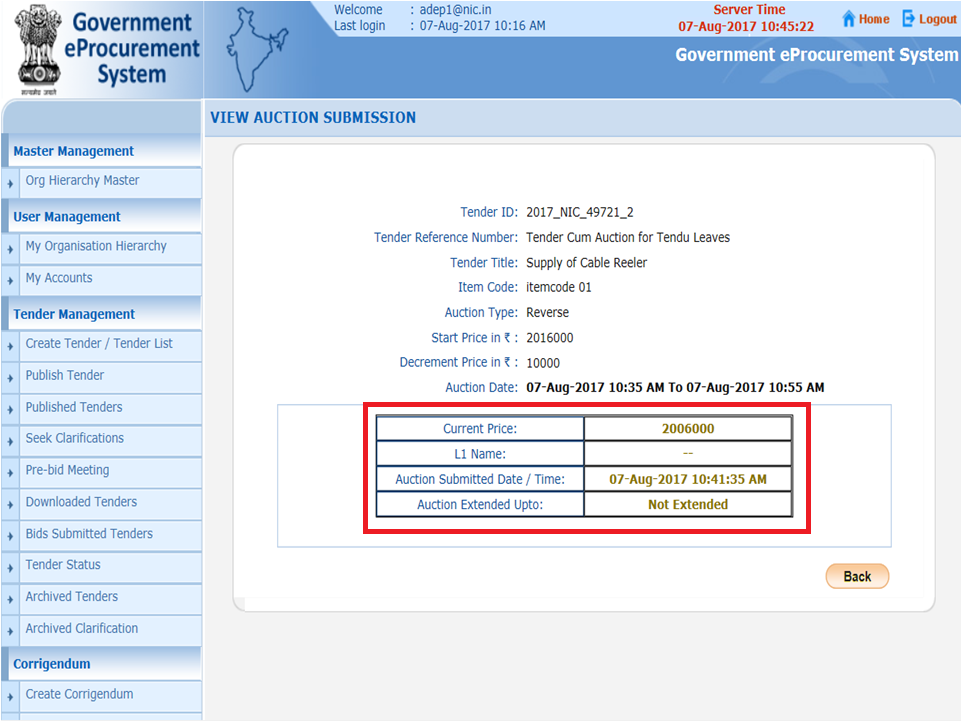 Government
eProcurement
System
सत्यमेव जयते
Welcome : adep1@nic.in
Last login : 07-Aug-2017 10:16 AM
Server Time
07-Aug-2017 10:45:22
Home
Logout
Government eProcurement System
VIEW AUCTION SUBMISSION
Master Management
Org Hierarchy Master
User Management
My Organisation Hierarchy
My Accounts
Tender Management
Create Tender / Tender List
Publish Tender
Published Tenders
Seek Clarifications
Pre-bid Meeting
Downloaded Tenders
Bids Submitted Tenders
Tender Status
Archived Tenders
Archived Clarification
Corrigendum
Create Corrigendum
Tender ID: 2017_NIC_49721_2
Tender Reference Number: Tender Cum Auction for Tendu Leaves
Tender Title: Supply of Cable Reeler
Item Code: itemcode 01
Auction Type: Reverse
Start Price in ₹ : 2016000
Decrement Price in ₹ : 10000
Auction Date: 07-Aug-2017 10:35 AM To 07-Aug-2017 10:55 AM
Current Price: 2006000
L1 Name: --
Auction Submitted Date / Time: 07-Aug-2017 10:41:35 AM
Auction Extended Upto: Not Extended
Back